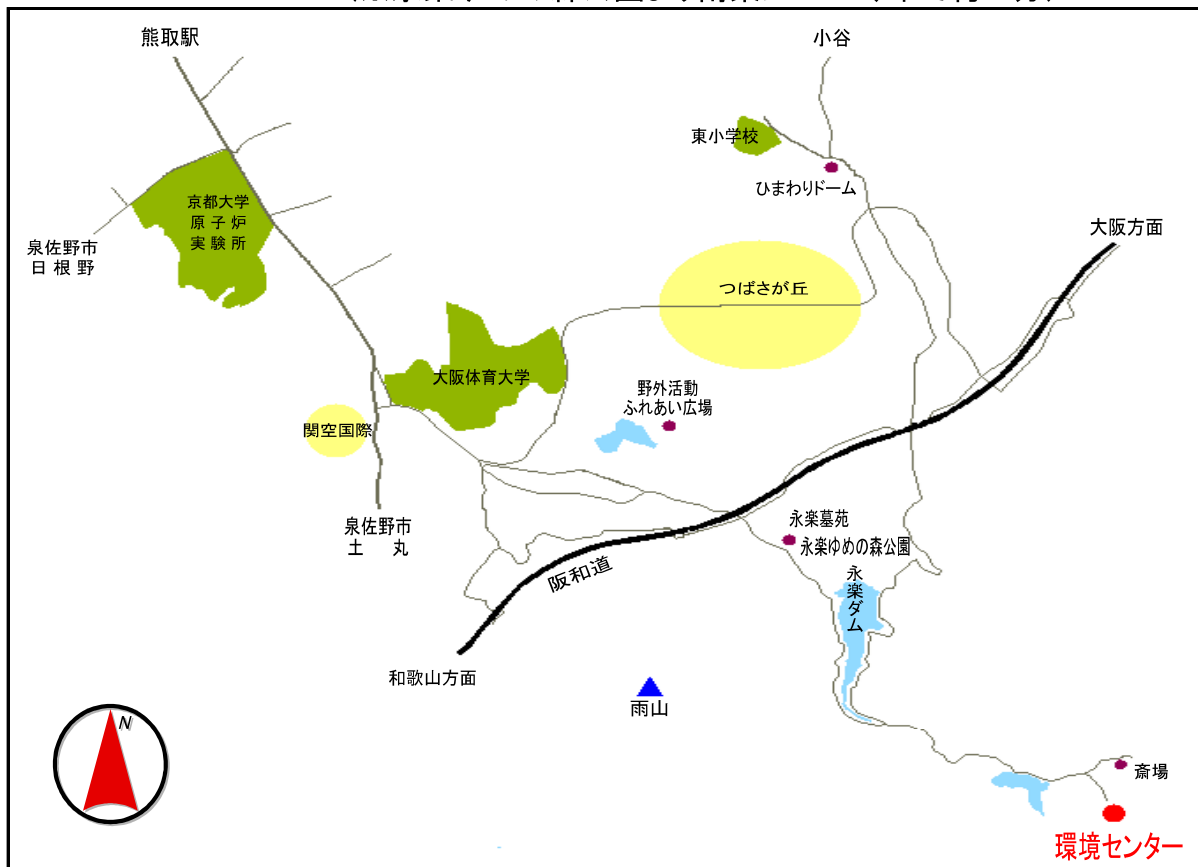 熊取駅
小谷
東小学校
ひまわりドーム
京都大学
原子炉
実験所
泉佐野市
日根野
大阪方面
つばさが丘
大阪体育大学
野外活動
ふれあい広場
関空国際
泉佐野市
土丸
永楽墓苑
永楽ゆめの森公園
阪和道
永楽ダム
和歌山方面
雨山
N
斎場
環境センター